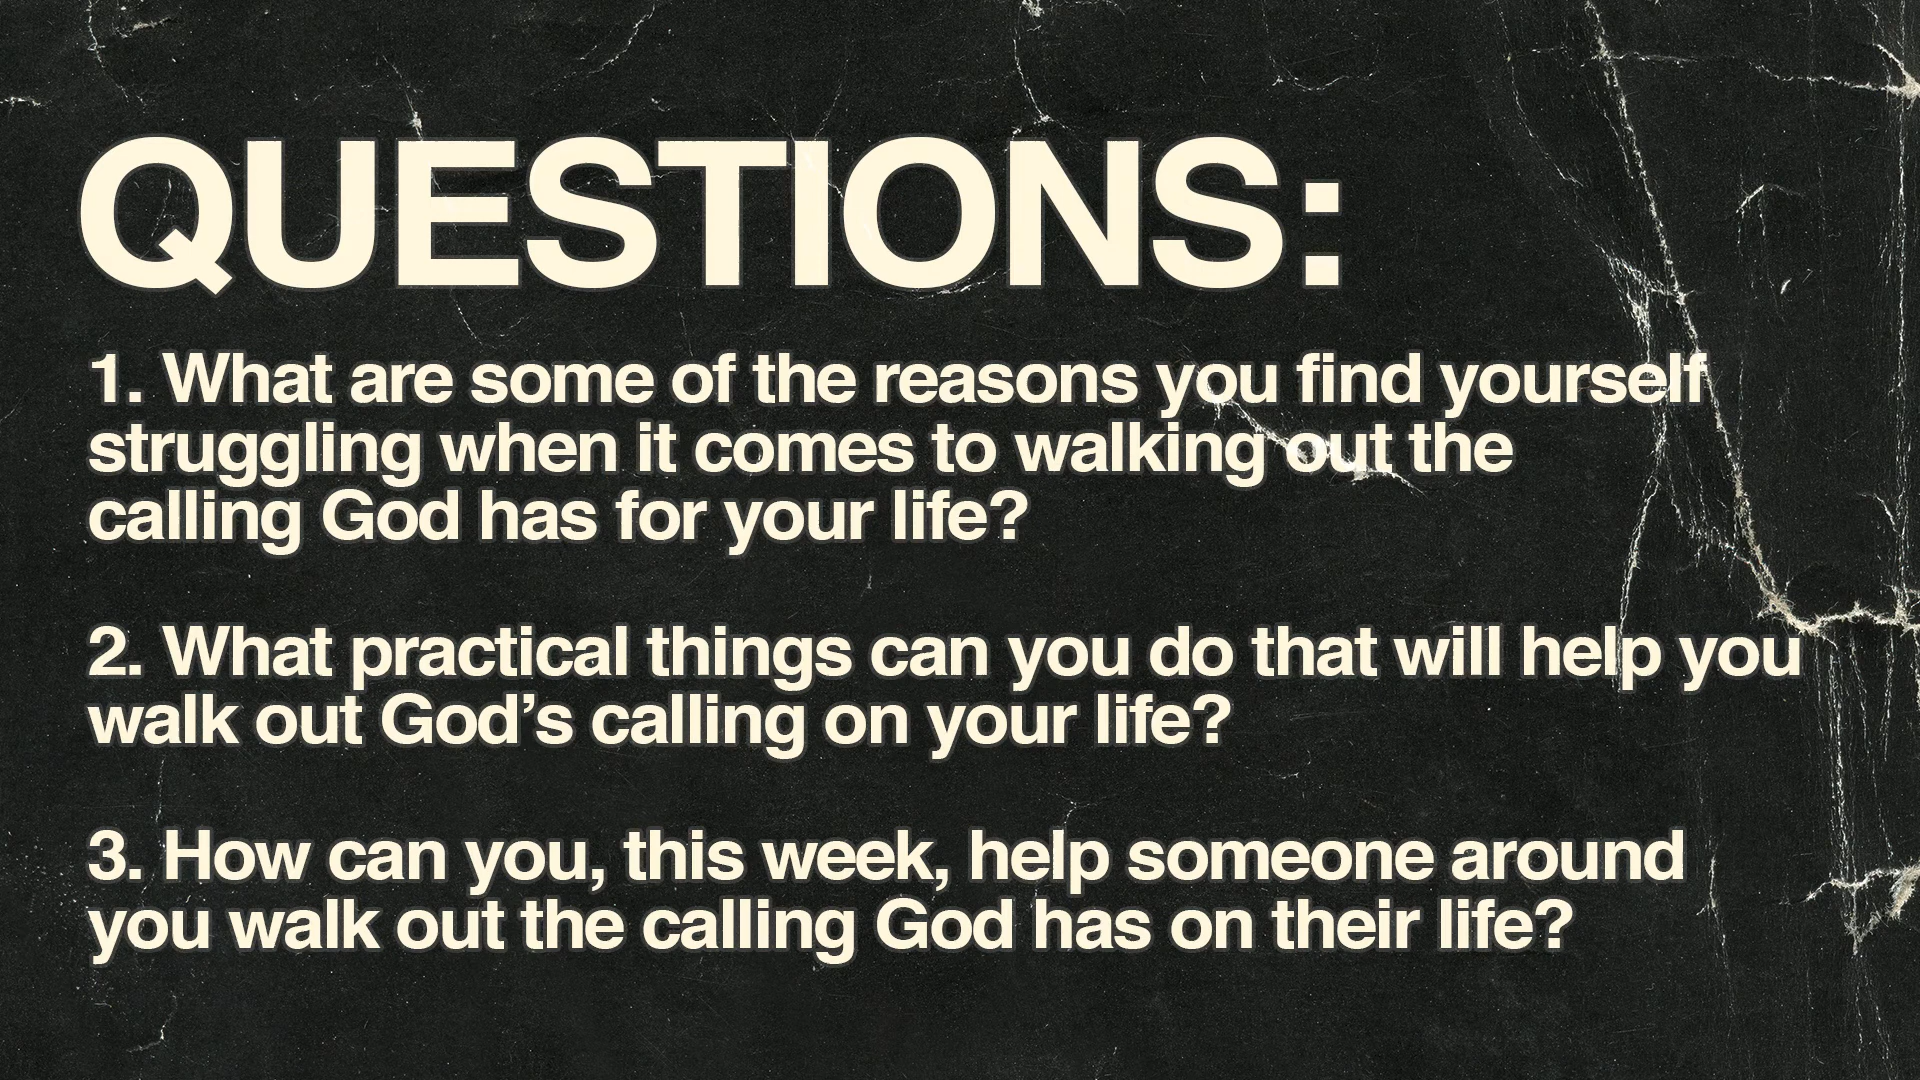 QUESTIONS:
1. What are some of the reasons you find yourself
struggling when it comes to walking out the
calling God has for your life?
2. What practical things can you do that will help you
walk out God’s calling on your life?
3. How can you, this week, help someone around
you walk out the calling God has on their life?